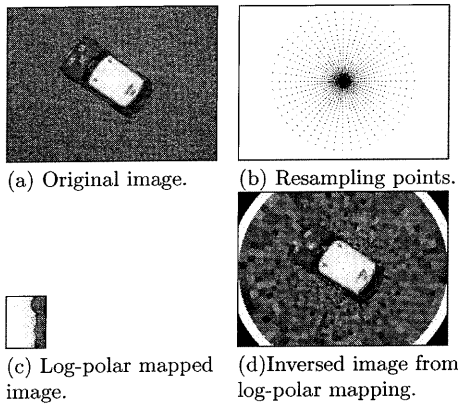 (a) Original image.
(b) Resampling points.
(c) Log-polar mapped
image.
(d)Inversed image from
log-polar mapping.